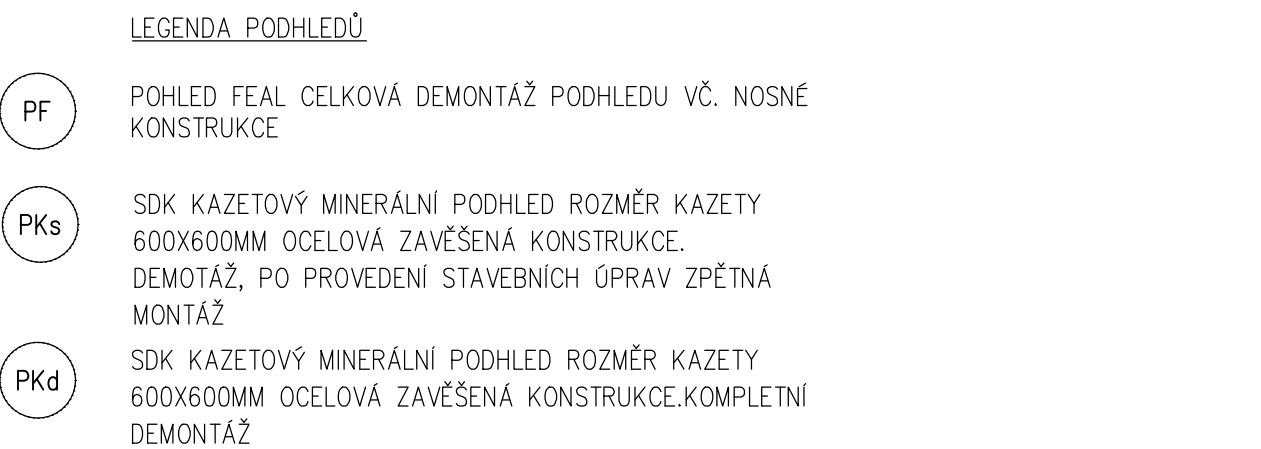 LEGENDA PODHLEDŮ
PF
POHLED FEAL CELKOVÁ DEMONTÁŽ PODHLEDU VČ. NOSNÉ
KONSTRUKCE
PKs
SDK KAZETOVÝ MINERÁLNÍ PODHLED ROZMĚR KAZETY
600X600MM OCELOVÁ ZAVĚŠENÁ KONSTRUKCE.
DEMOTÁŽ, PO PROVEDENÍ STAVEBNÍCH ÚPRAV ZPĚTNÁ
MONTÁŽ
PKd
SDK KAZETOVÝ MINERÁLNÍ PODHLED ROZMĚR KAZETY
600X600MM OCELOVÁ ZAVĚŠENÁ KONSTRUKCE.KOMPLETNÍ
DEMONTÁŽ